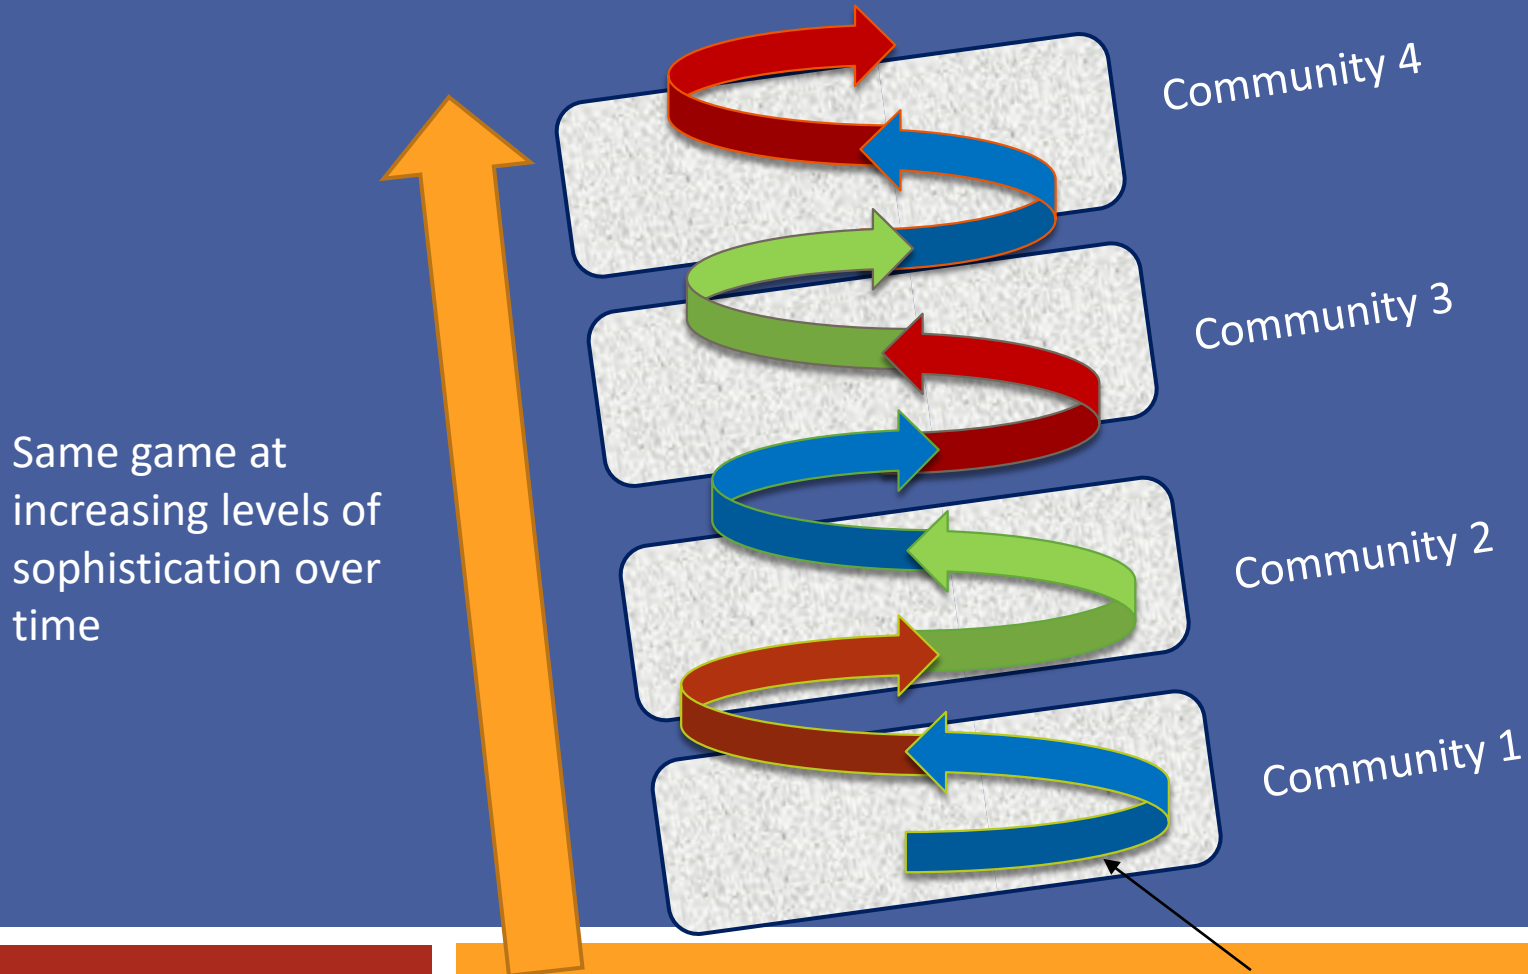 Community 4
Community 3
Same game at
increasing levels of
sophistication over
time
Community 2
Community 1